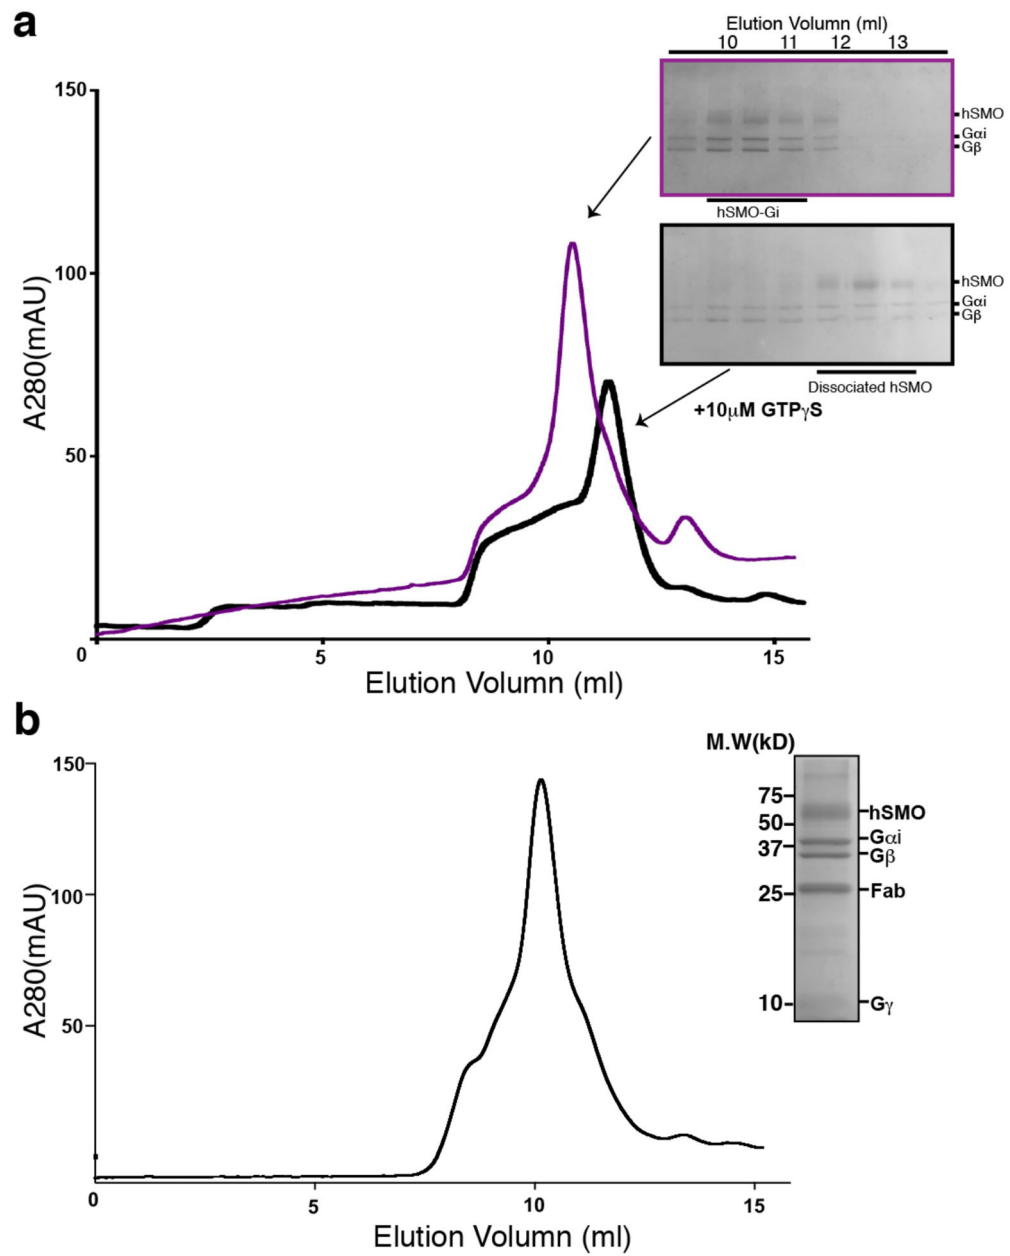 a
Elution Volumn (ml)
10 11 12 13
150
hSMO
Gαi
Gβ
hSMO-Gi
hSMO
100
Gαi
Gβ
Dissociated hSMO
+10μM GTPγS
A280(mAU)
50
0
5 10 15
Elution Volumn (ml)
b
M.W(kD)
150
75
hSMO
50
Gαi
37
Gβ
100
25
Fab
A280(mAU)
50
10
Gγ
0 5 10 15
Elution Volumn (ml)